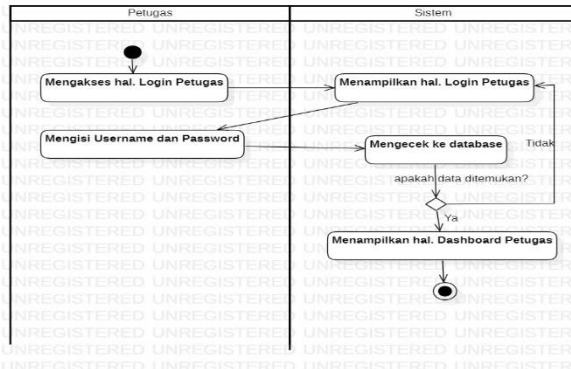 Petugas
Sistem
Mengakses hal. Login Petugas
Menampilkan hal. Login Petugas
Mengisi Username dan Password
Mengecek ke database
Tidak
apakah data ditemukan?
Ya
Menampilkan hal. Dashboard Petugas
UNREGISTERED